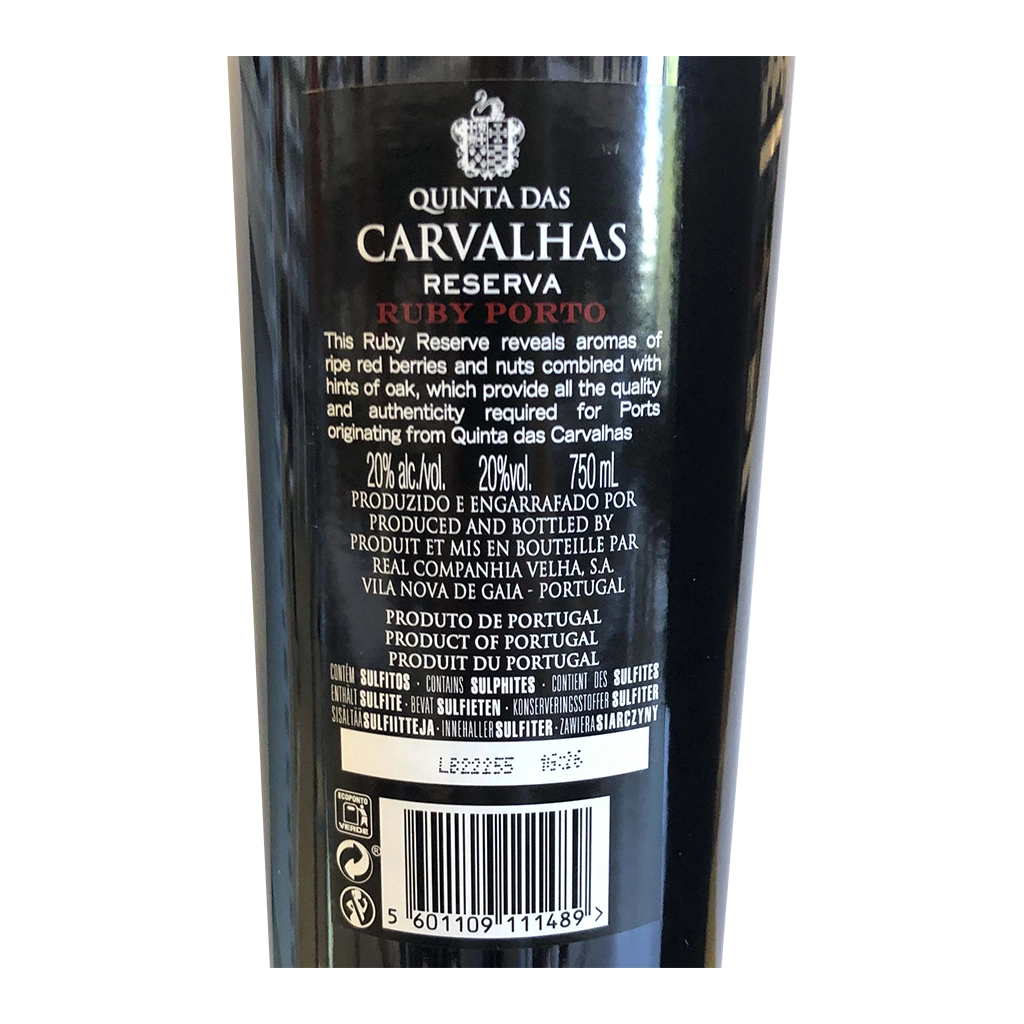 QUINTA DAS
CARVALHAS
RESERVA
RUBY PORTO
This Ruby Reserve reveals aromas of
ripe red berries and nuts combined with
hints of oak, which provide all the quality
and authenticity required for Ports
originating from Quinta das Carvalhas
20% alc./vol. 20%vol. 750 mL
PRODUZIDO E ENGARRAFADO POR
PRODUCED AND BOTTLED BY
PRODUIT ET MIS EN BOUTEILLE PAR
REAL COMPANHIA VELHA, S.A.
VILA NOVA DE GAIA - PORTUGAL
PRODUTO DE PORTUGAL
PRODUCT OF PORTUGAL
PRODUIT DU PORTUGAL
CONTÉM SULFITOS · CONTAINS SULPHITES · CONTIENT DES SULFITES
ENTHÄLT SULFITE · BEVAT SULFIETEN · KONSERVERINGSSTOFFER SULFITER
SISÄLTÄÄ SULFIITTEJA · INNEHALLER SULFITER · ZAWIERA SIARCZYNY
LB22255 16:26
ECOPONTO
VERDE
®
5 601109 111489 >